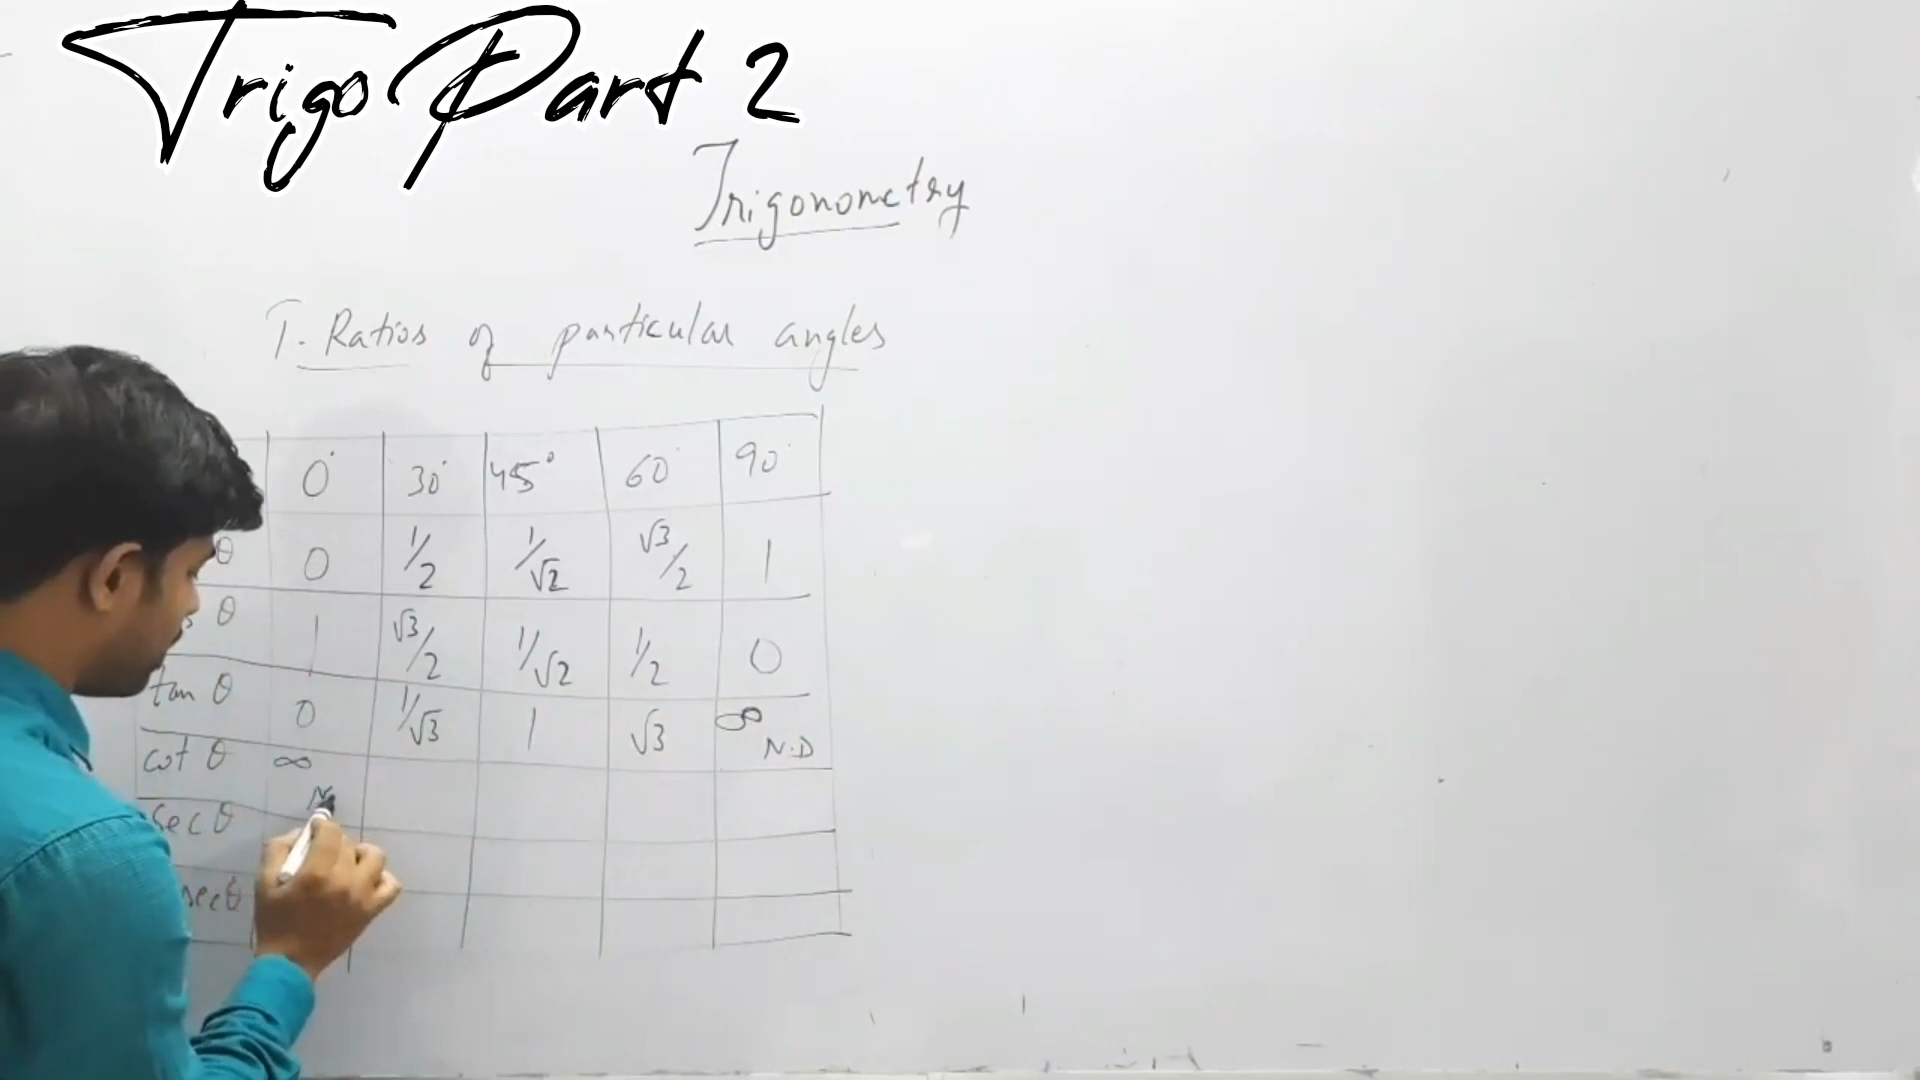 Trigo Part 2
Trigonometry
T. Ratios of particular angles
0° 30° 45° 60° 90°
θ 0 1/2 1/√2 √3/2 1
s θ 1 √3/2 1/√2 1/2 0
tan θ 0 1/√3 1 √3 ∞ N.D
cot θ ∞ N
sec θ
sec θ